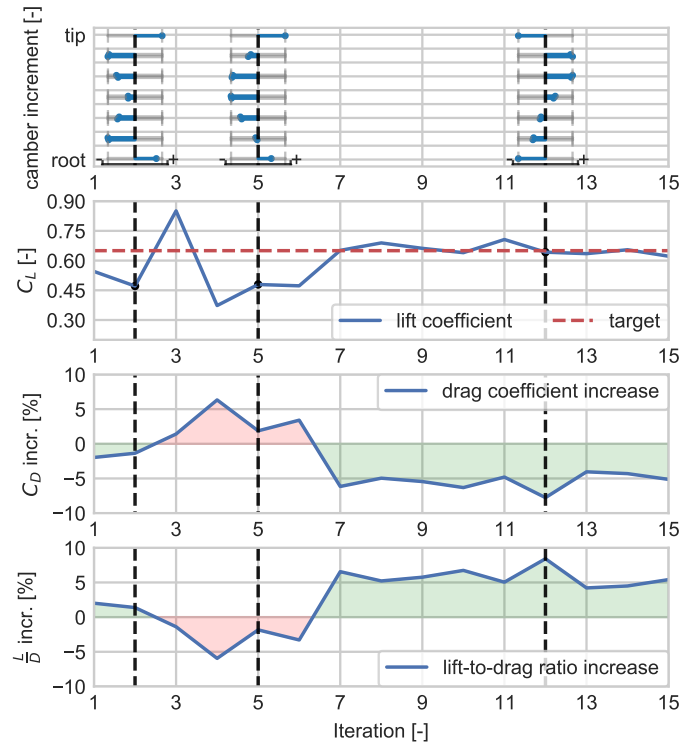 camber increment [-]
tip
root
- + - + - +
1 3 5 7 9 11 13 15
C_L [-]
0.90
0.75
0.60
0.45
0.30
lift coefficient target
1 3 5 7 9 11 13 15
C_D incr. [%]
10
5
0
−5
−10
drag coefficient increase
1 3 5 7 9 11 13 15
L/D incr. [%]
10
5
0
−5
−10
lift-to-drag ratio increase
1 3 5 7 9 11 13 15
Iteration [-]